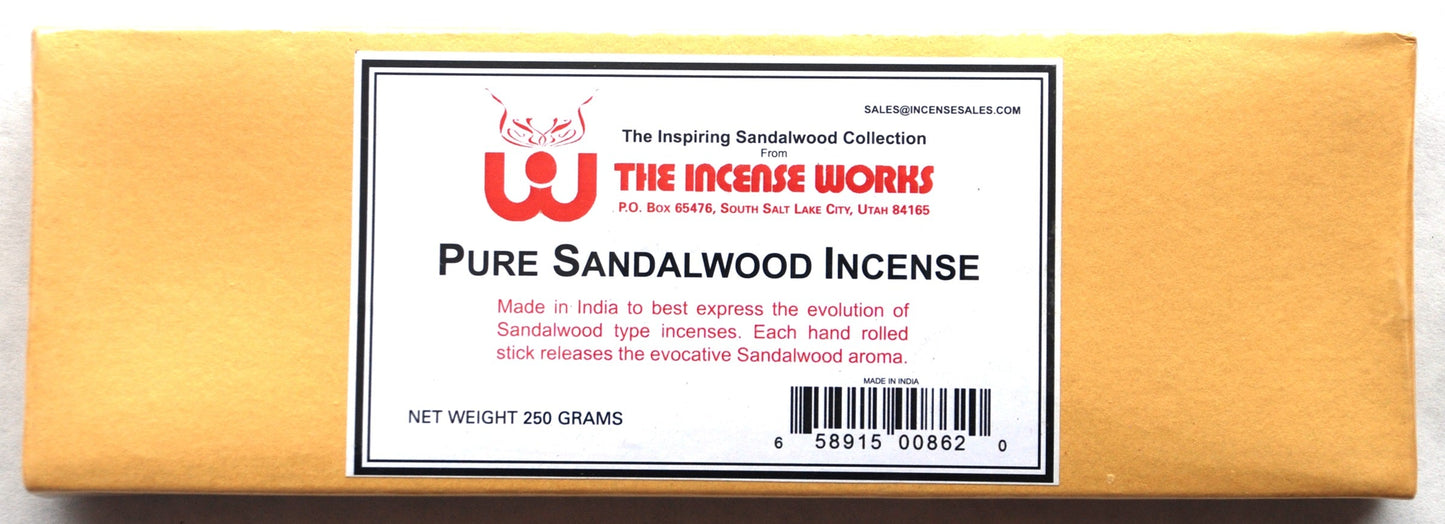 SALES@INCENSESALES.COM
The Inspiring Sandalwood Collection
From
THE INCENSE WORKS
P.O. BOX 65476, SOUTH SALT LAKE CITY, UTAH 84165
PURE SANDALWOOD INCENSE
Made in India to best express the evolution of
Sandalwood type incenses. Each hand rolled
stick releases the evocative Sandalwood aroma.
MADE IN INDIA
NET WEIGHT 250 GRAMS
6 58915 00862 0